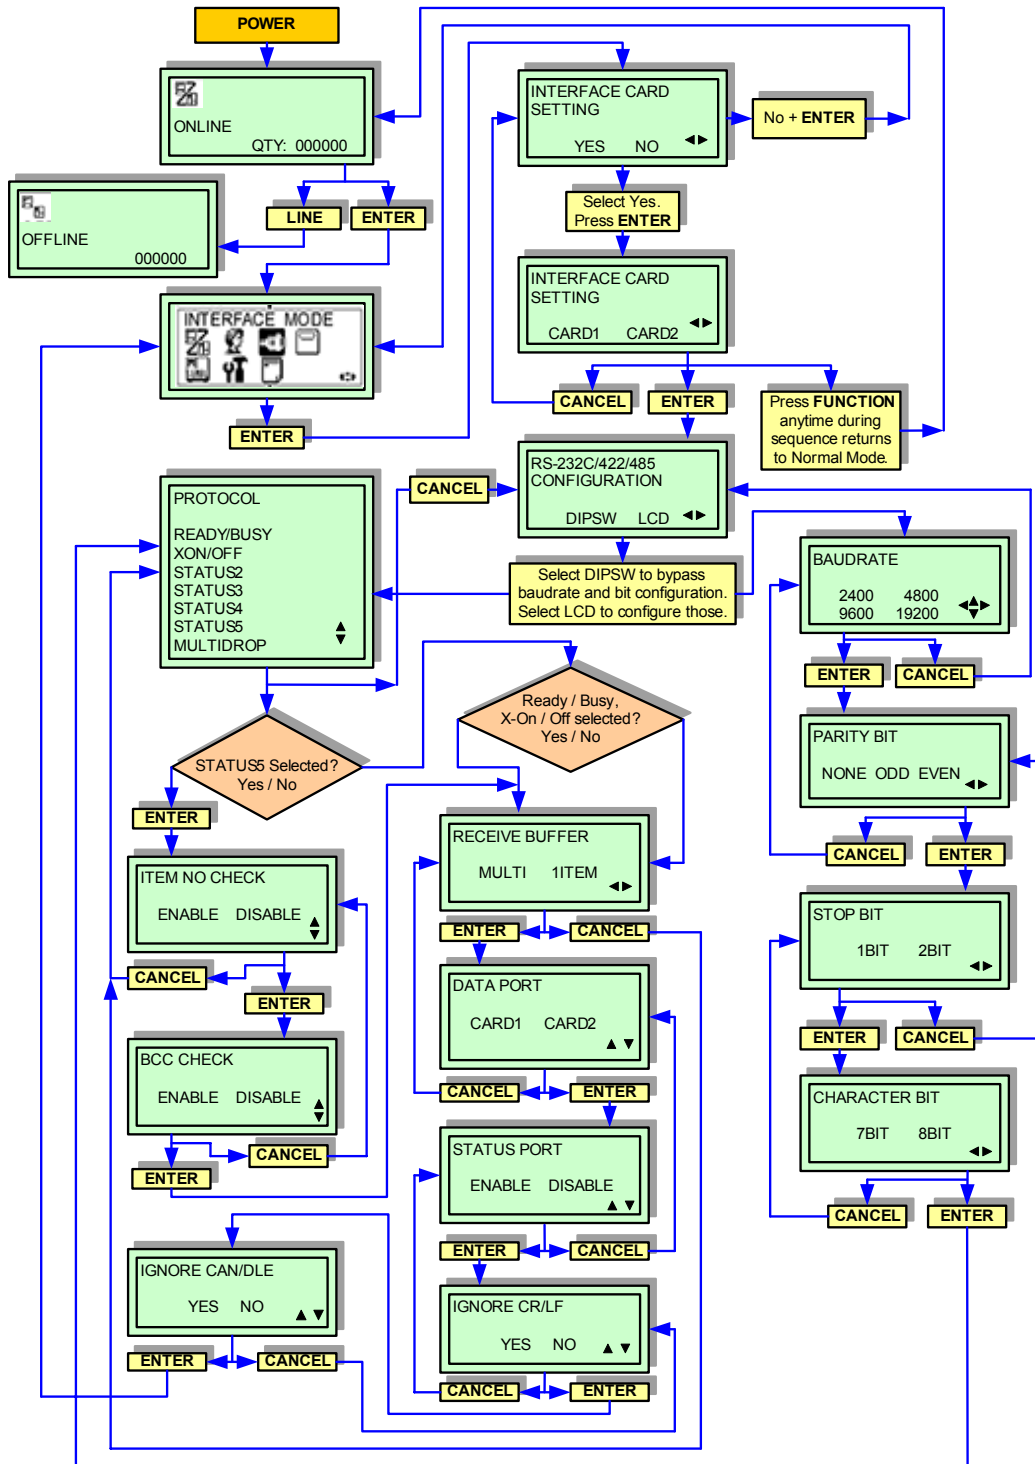 POWER
ONLINE
QTY: 000000
LINE
ENTER
OFFLINE
000000
INTERFACE MODE
ENTER
INTERFACE CARD
SETTING
YES NO
No + ENTER
Select Yes.
Press ENTER
INTERFACE CARD
SETTING
CARD1 CARD2
CANCEL
ENTER
Press FUNCTION
anytime during
sequence returns
to Normal Mode.
RS-232C/422/485
CONFIGURATION
DIPSW LCD
CANCEL
PROTOCOL
READY/BUSY
XON/OFF
STATUS2
STATUS3
STATUS4
STATUS5
MULTIDROP
Select DIPSW to bypass
baudrate and bit configuration.
Select LCD to configure those.
BAUDRATE
2400 4800
9600 19200
ENTER
CANCEL
PARITY BIT
NONE ODD EVEN
CANCEL
ENTER
STOP BIT
1BIT 2BIT
ENTER
CANCEL
CHARACTER BIT
7BIT 8BIT
CANCEL
ENTER
STATUS5 Selected?
Yes / No
Ready / Busy,
X-On / Off selected?
Yes / No
ENTER
ITEM NO CHECK
ENABLE DISABLE
CANCEL
ENTER
BCC CHECK
ENABLE DISABLE
CANCEL
ENTER
RECEIVE BUFFER
MULTI 1ITEM
ENTER
CANCEL
DATA PORT
CARD1 CARD2
CANCEL
ENTER
STATUS PORT
ENABLE DISABLE
ENTER
CANCEL
IGNORE CR/LF
YES NO
CANCEL
ENTER
IGNORE CAN/DLE
YES NO
ENTER
CANCEL